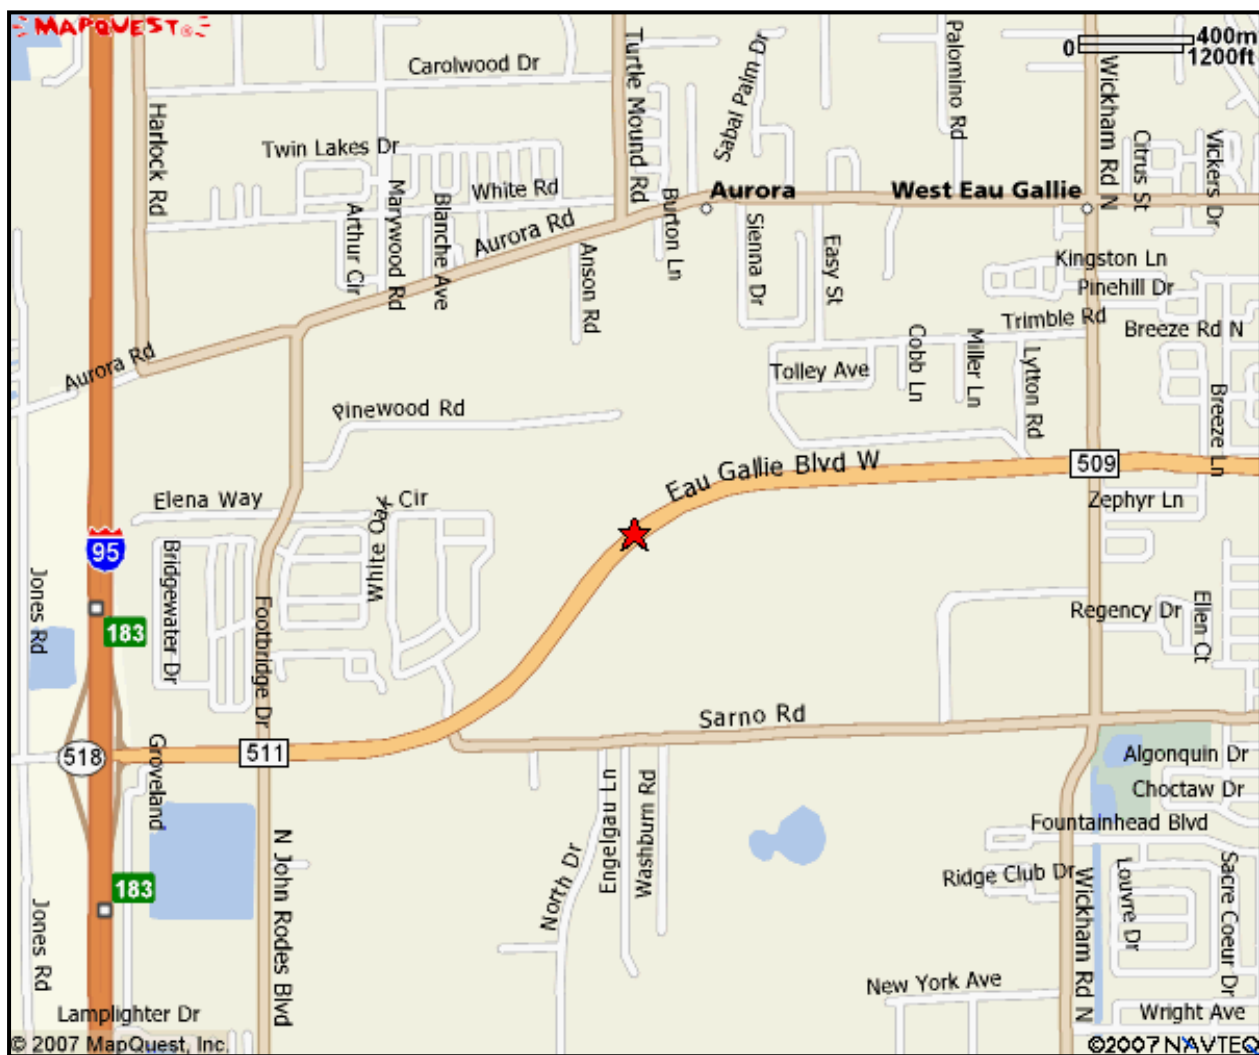 MAPQUEST®
400m
0
1200ft
Carolwood Dr
Turtle Mound Rd
Sabal Palm Dr
Palomino Rd
Wickham Rd N
Harlock Rd
Twin Lakes Dr
Citrus St
Vickers Dr
White Rd
Marywood Rd
Arthur Cir
Blanche Ave
Aurora Rd
Burton Ln
Aurora
West Eau Gallie
Anson Rd
Sienna Dr
Easy St
Kingston Ln
Pinehill Dr
Trimble Rd
Breeze Rd N
Aurora Rd
Tolley Ave
Cobb Ln
Miller Ln
Lytton Rd
Breeze Ln
Pinewood Rd
Eau Gallie Blvd W
509
Elena Way
White Oak Cir
Zephyr Ln
95
Bridgewater Dr
Jones Rd
183
Footbridge Dr
Regency Dr
Ellen Ct
Sarno Rd
518
511
Groveland
Algonquin Dr
Choctaw Dr
Engelgau Ln
Washburn Rd
Fountainhead Blvd
N John Rodes Blvd
North Dr
183
Ridge Club Dr
Wickham Rd N
Louvre Dr
Sacre Coeur Dr
Jones Rd
New York Ave
Lamplighter Dr
Wright Ave
© 2007 MapQuest, Inc.
©2007 NAVTEQ